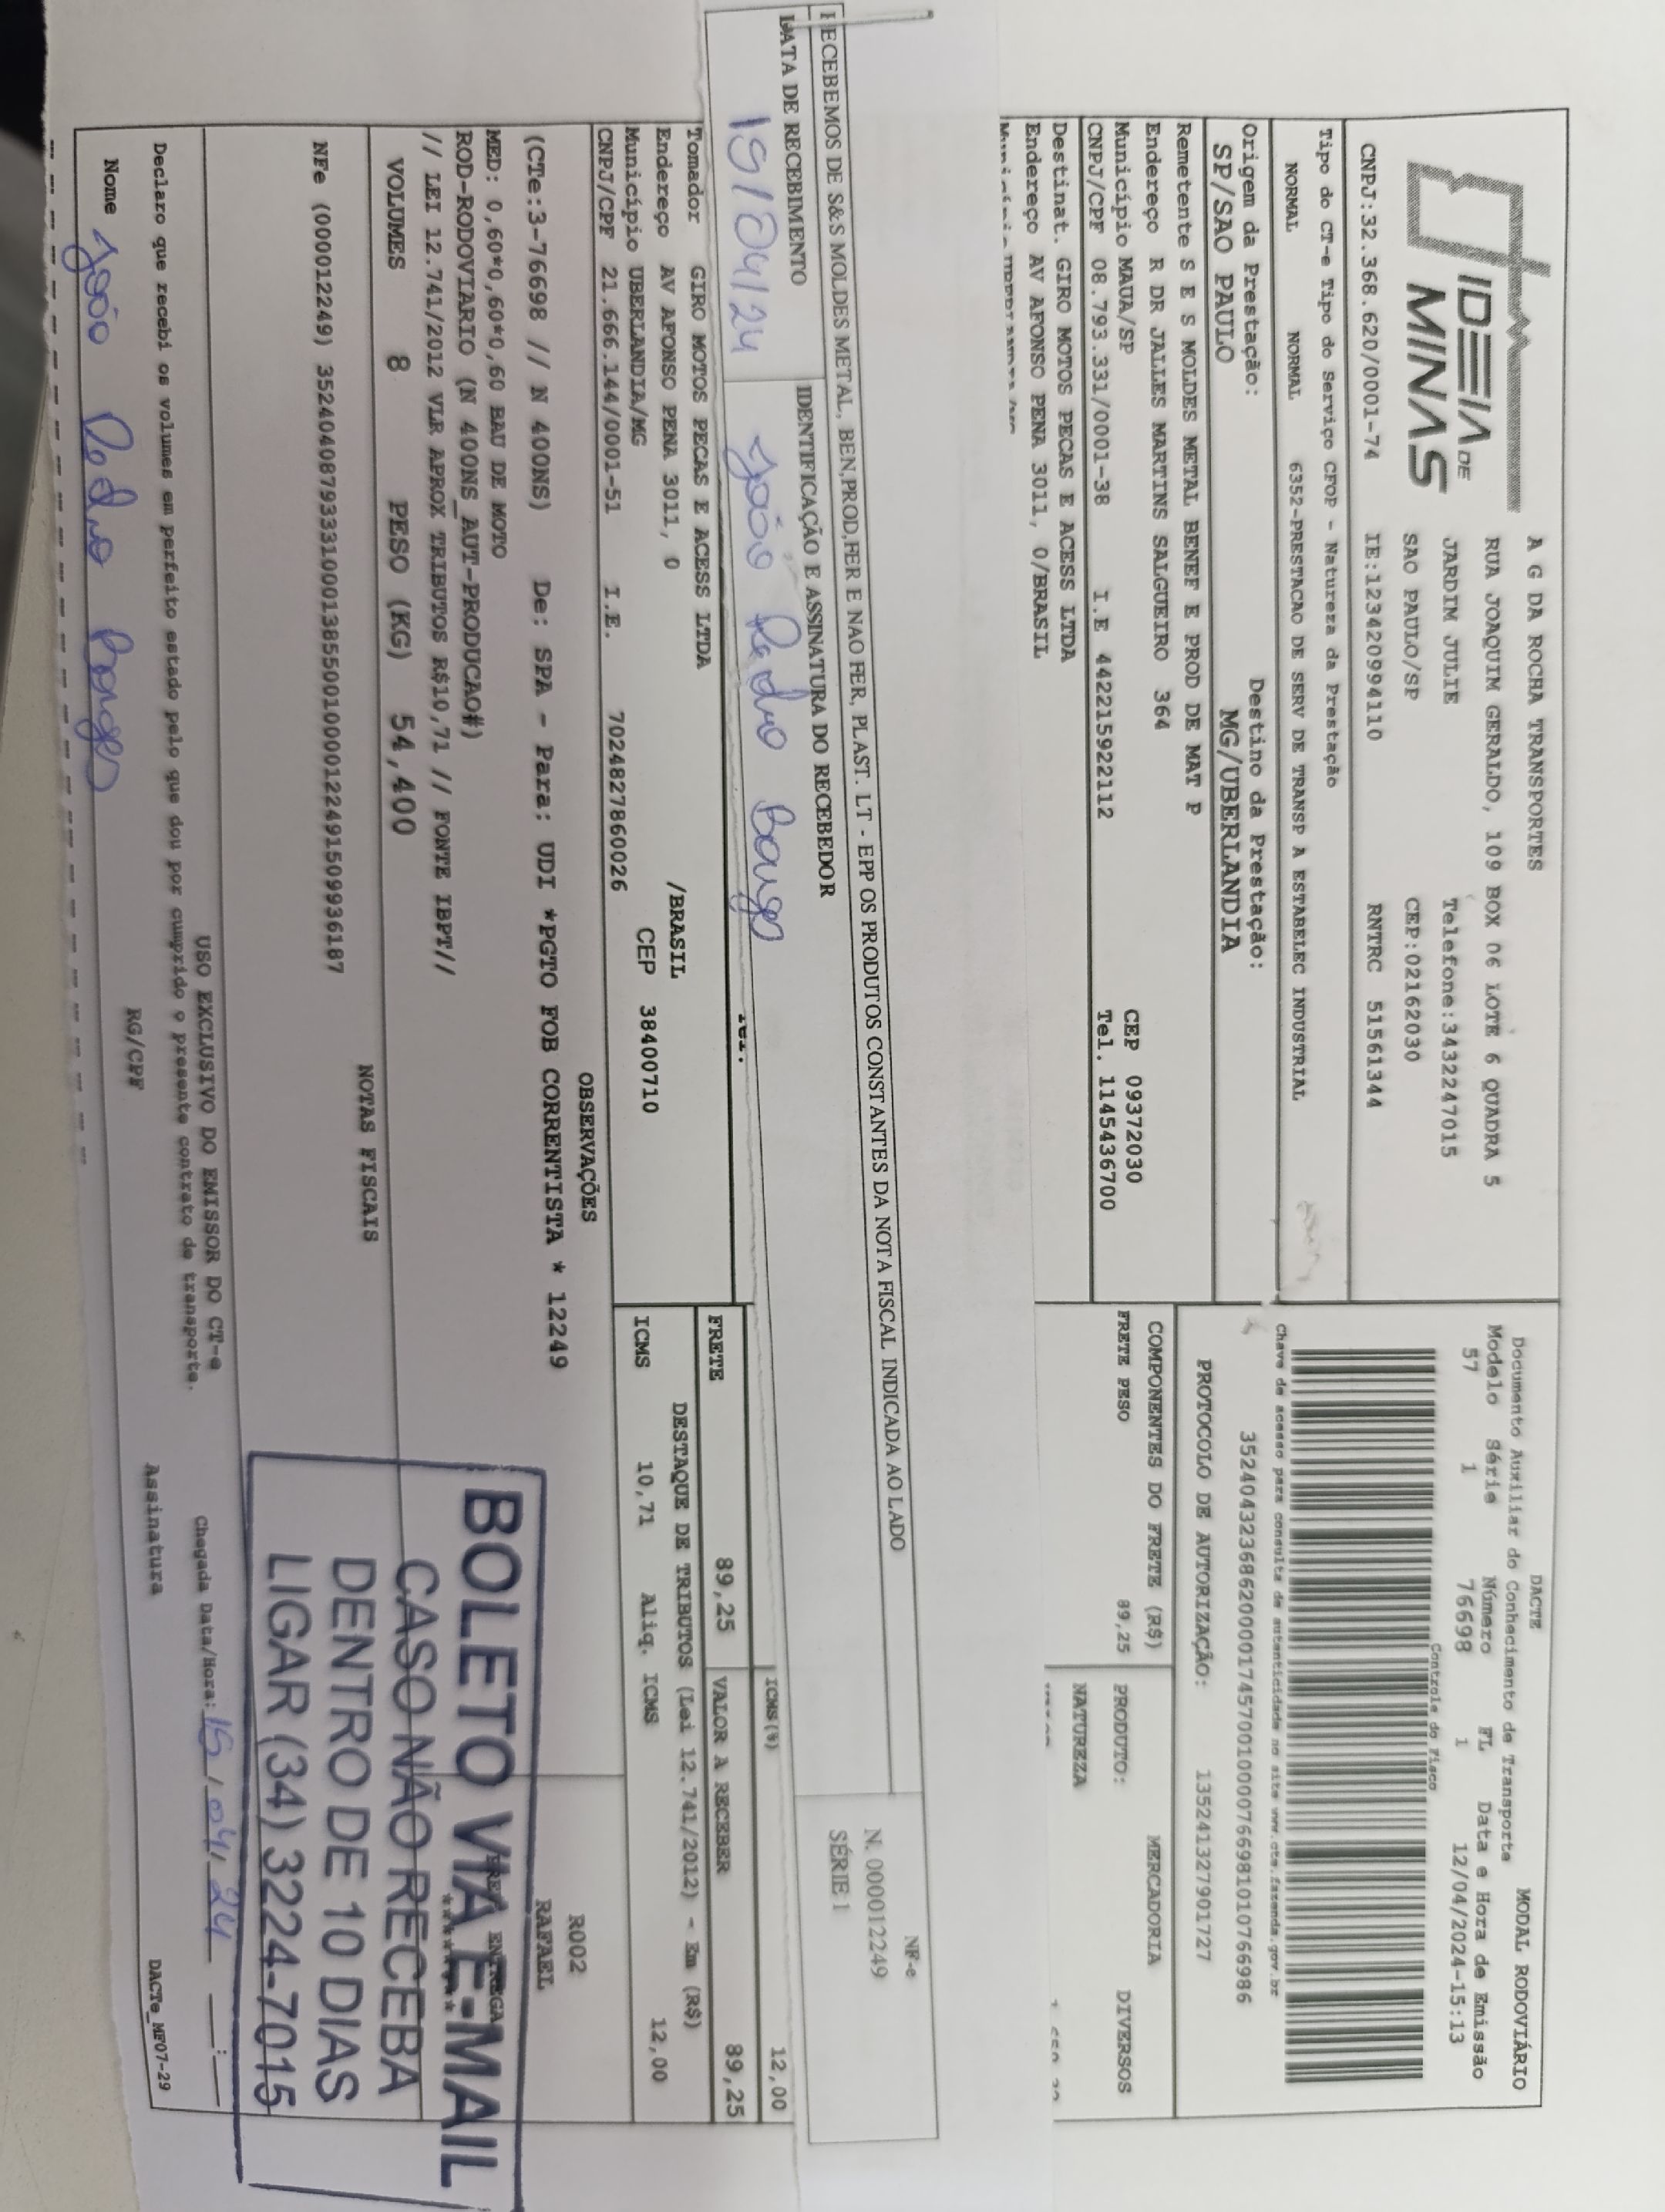 IDEIA DE MINAS
A G DA ROCHA TRANSPORTES
RUA JOAQUIM GERALDO, 109 BOX 06 LOTE 6 QUADRA 5
JARDIM JULIE Telefone:3432247015
SAO PAULO/SP CEP:02162030
CNPJ:32.368.620/0001-74 IE:123420994110 RNTRC 51561344
DACTE MODAL RODOVIÁRIO
Documento Auxiliar do Conhecimento de Transporte
Modelo Série Número FL Data e Hora de Emissão
57 1 76698 1 12/04/2024-15:13
Controle do Fisco
Chave de acesso para consulta de autenticidade no site www.cte.fazenda.gov.br
35240432368620000174570010000766981010766986
PROTOCOLO DE AUTORIZAÇÃO: 135241327901727
Tipo do CT-e Tipo do Serviço CFOP - Natureza da Prestação
NORMAL NORMAL 6352-PRESTACAO DE SERV DE TRANSP A ESTABELEC INDUSTRIAL
Origem da Prestação: Destino da Prestação:
SP/SAO PAULO MG/UBERLANDIA
Remetente S E S MOLDES METAL BENEF E PROD DE MAT P
Endereço R DR JALLES MARTINS SALGUEIRO 364
Município MAUA/SP CEP 09372030
CNPJ/CPF 08.793.331/0001-38 I.E 442215922112 Tel. 1145436700
Destinat. GIRO MOTOS PECAS E ACESS LTDA
Endereço AV AFONSO PENA 3011, 0/BRASIL
COMPONENTES DO FRETE (R$)
FRETE PESO 89,25
PRODUTO: MERCADORIA DIVERSOS
NATUREZA
RECEBEMOS DE S&S MOLDES METAL, BEN,PROD,FER E NAO FER, PLAST. LT - EPP OS PRODUTOS CONSTANTES DA NOTA FISCAL INDICADA AO LADO
DATA DE RECEBIMENTO IDENTIFICAÇÃO E ASSINATURA DO RECEBEDOR
15/04/24 João Pedro Borges
NF-e
N. 000012249
SÉRIE 1
Tel.
Tomador GIRO MOTOS PECAS E ACESS LTDA
Endereço AV AFONSO PENA 3011, 0 /BRASIL
Município UBERLANDIA/MG CEP 38400710
CNPJ/CPF 21.666.144/0001-51 I.E. 7024827860026
ICMS(%) 12,00
FRETE 89,25 VALOR A RECEBER 89,25
DESTAQUE DE TRIBUTOS (Lei 12.741/2012) - Em (R$)
ICMS 10,71 Aliq. ICMS 12,00
OBSERVAÇÕES
(CTe:3-76698 // N 400NS) De: SPA - Para: UDI *PGTO FOB CORRENTISTA * 12249
MED: 0,60*0,60*0,60 BAU DE MOTO
ROD-RODOVIARIO (N 400NS_AUT-PRODUCAO#)
// LEI 12.741/2012 VLR APROX TRIBUTOS R$10,71 // FONTE IBPT//
R002
RAFAEL
ENTREGA
VOLUMES 8 PESO (KG) 54,400
NOTAS FISCAIS
NFe (000012249) 35240408793331000138550010000122491509936187
BOLETO VIA E-MAIL
CASO NÃO RECEBA
DENTRO DE 10 DIAS
LIGAR (34) 3224-7015
USO EXCLUSIVO DO EMISSOR DO CT-e
Declaro que recebi os volumes em perfeito estado pelo que dou por cumprido o presente contrato de transporte.
Chegada Data/Hora: 15/04/24 __:__
Nome João Pedro Borges RG/CPF Assinatura
DACTe_MF07-29